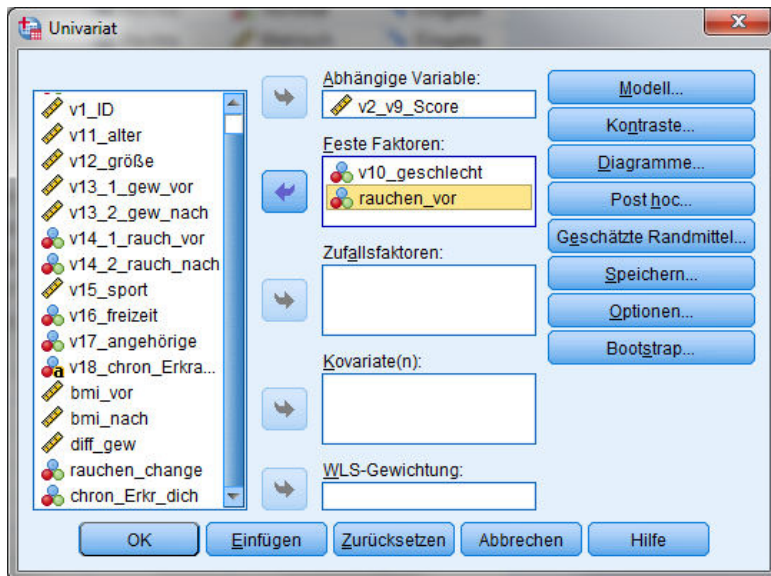 Univariat
v1_ID
v11_alter
v12_größe
v13_1_gew_vor
v13_2_gew_nach
v14_1_rauch_vor
v14_2_rauch_nach
v15_sport
v16_freizeit
v17_angehörige
v18_chron_Erkra...
bmi_vor
bmi_nach
diff_gew
rauchen_change
chron_Erkr_dich
Abhängige Variable:
v2_v9_Score
Feste Faktoren:
v10_geschlecht
rauchen_vor
Zufallsfaktoren:
Kovariate(n):
WLS-Gewichtung:
Modell...
Kontraste...
Diagramme...
Post hoc...
Geschätzte Randmittel...
Speichern...
Optionen...
Bootstrap...
OK
Einfügen
Zurücksetzen
Abbrechen
Hilfe